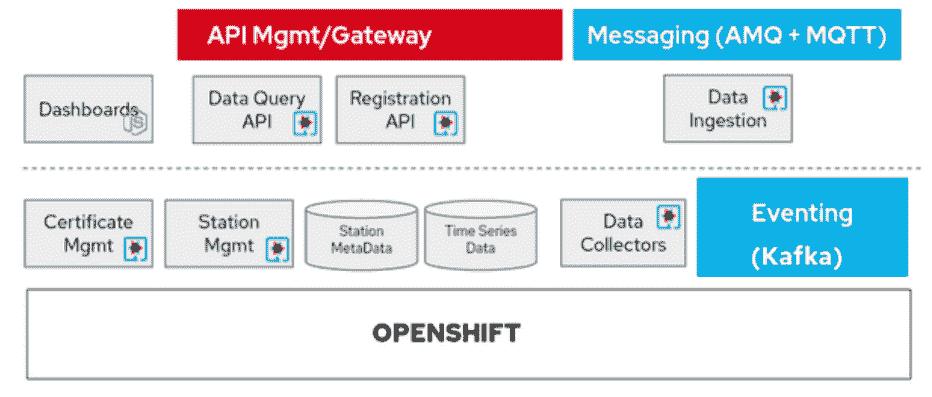 API Mgmt/Gateway
Messaging (AMQ + MQTT)
Dashboards
JS
Data Query
API
Registration
API
Data
Ingestion
Certificate
Mgmt
Station
Mgmt
Station
MetaData
Time Series
Data
Data
Collectors
Eventing
(Kafka)
OPENSHIFT